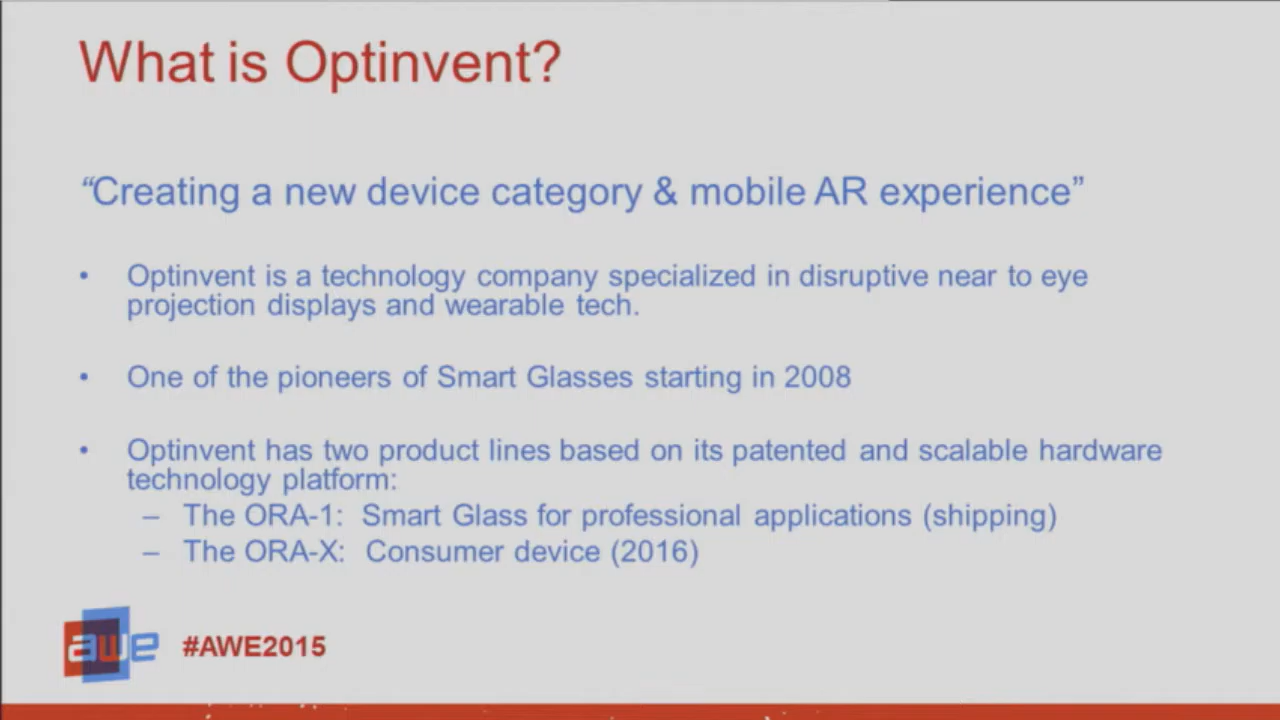 What is Optinvent?
“Creating a new device category & mobile AR experience”
• Optinvent is a technology company specialized in disruptive near to eye
projection displays and wearable tech.
• One of the pioneers of Smart Glasses starting in 2008
• Optinvent has two product lines based on its patented and scalable hardware
technology platform:
– The ORA-1: Smart Glass for professional applications (shipping)
– The ORA-X: Consumer device (2016)
awe #AWE2015